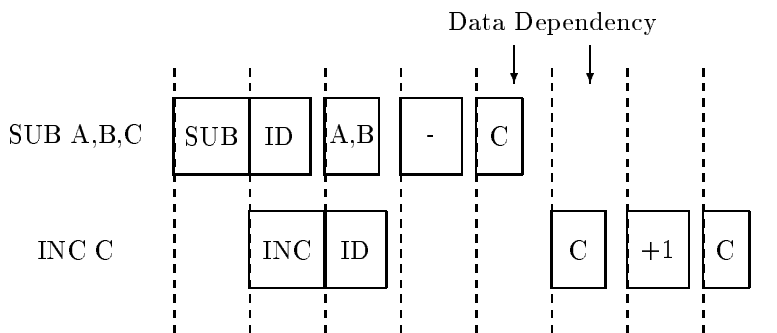 Data Dependency
SUB A,B,C SUB ID A,B - C
INC C INC ID C +1 C